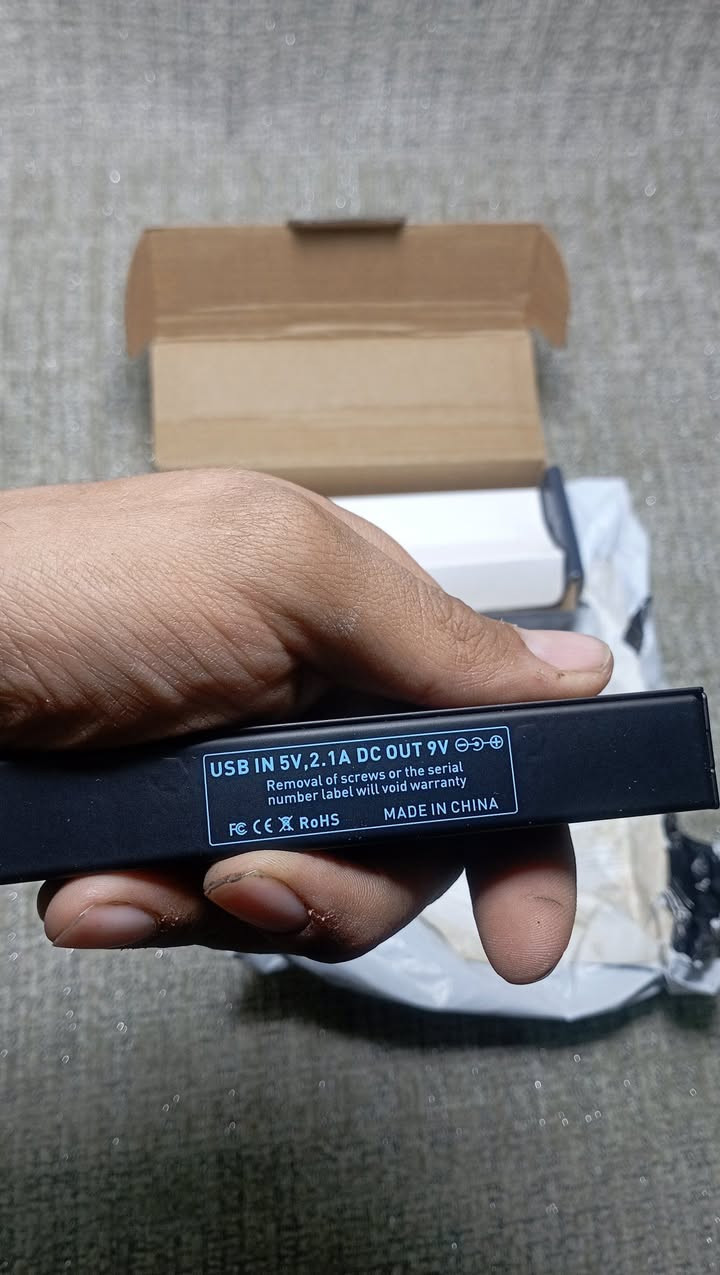 USB IN 5V,2.1A DC OUT 9V
Removal of screws or the serial
number label will void warranty
FC CE RoHS
MADE IN CHINA